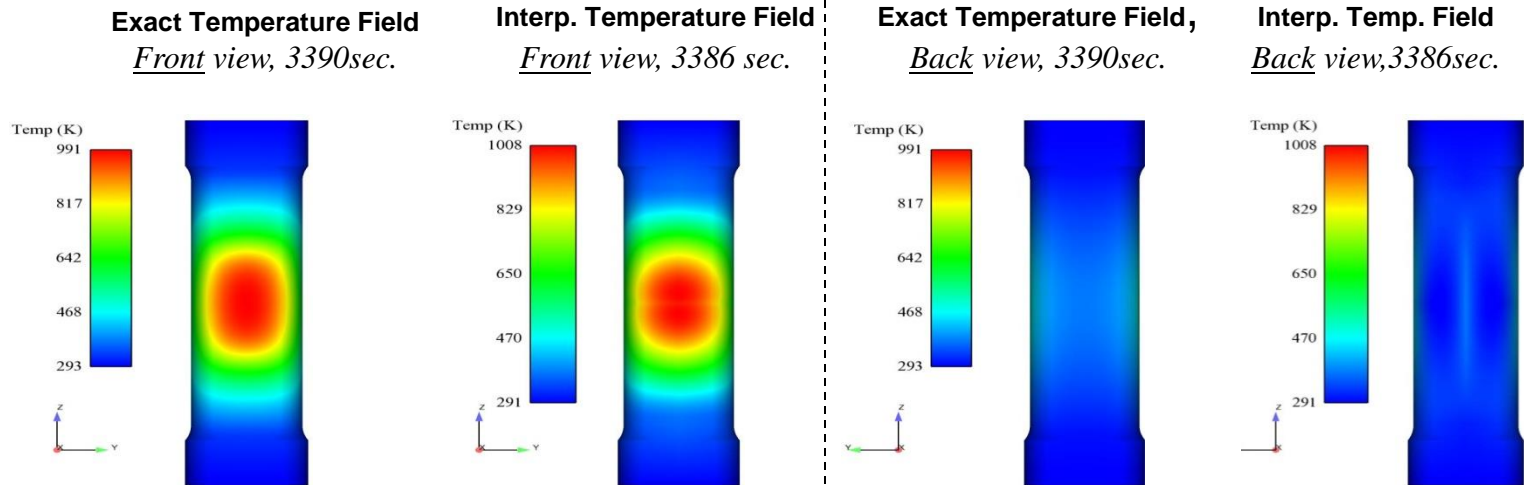 Exact Temperature Field
Front view, 3390sec.
Temp (K)
991
817
642
468
293
z
x
Y
Interp. Temperature Field
Front view, 3386 sec.
Temp (K)
1008
829
650
470
291
z
X
Y
Exact Temperature Field,
Back view, 3390sec.
Temp (K)
991
817
642
468
293
z
Y
X
Interp. Temp. Field
Back view,3386sec.
Temp (K)
1008
829
650
470
291
z
X